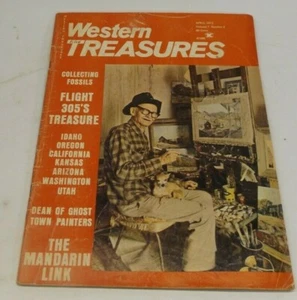 Western
TREASURES
COLLECTING
FOSSILS
FLIGHT
305'S
TREASURE
IDAHO
OREGON
CALIFORNIA
KANSAS
ARIZONA
WASHINGTON
UTAH
DEAN OF GHOST
TOWN PAINTERS
THE
MANDARIN
LINK